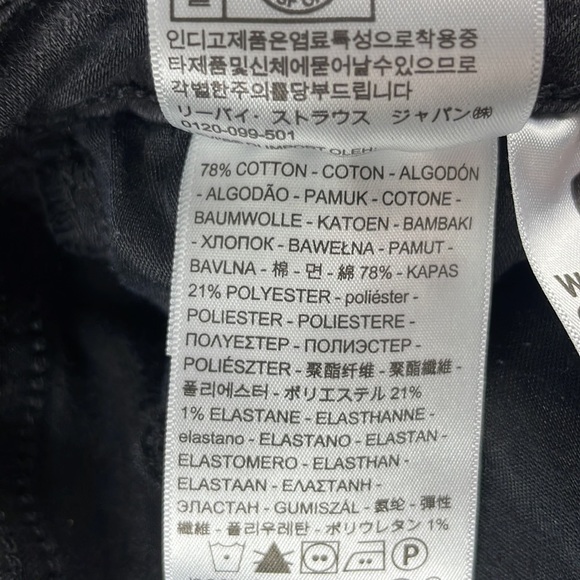 인디고제품은염료특성으로착용중
타제품및신체에묻어날수있으므로
각별한주의를당부드립니다
リーバイ・ストラウス ジャパン㈱
0120-099-501
IMPORT OLEH:
78% COTTON - COTON - ALGODÓN
- ALGODÃO - PAMUK - COTONE -
BAUMWOLLE - KATOEN - BAMBAKI
- ХЛОПОК - BAWEŁNA - PAMUT -
BAVLNA - 棉 - 면 - 綿 78% - KAPAS
21% POLYESTER - poliéster -
POLIESTER - POLIESTERE -
ΠΟΛΥΕΣΤΕΡ - ПОЛИЭСТЕР -
POLIÉSZTER - 聚酯纤维 - 聚酯纖維 -
폴리에스터 - ポリエステル 21%
1% ELASTANE - ELASTHANNE -
elastano - ELASTANO - ELASTAN -
ELASTOMERO - ELASTHAN -
ELASTAAN - ΕΛΑΣΤΑΝΗ -
ЭЛАСТАН - GUMISZÁL - 氨纶 - 彈性
纖維 - 폴리우레탄 - ポリウレタン 1%
P
W